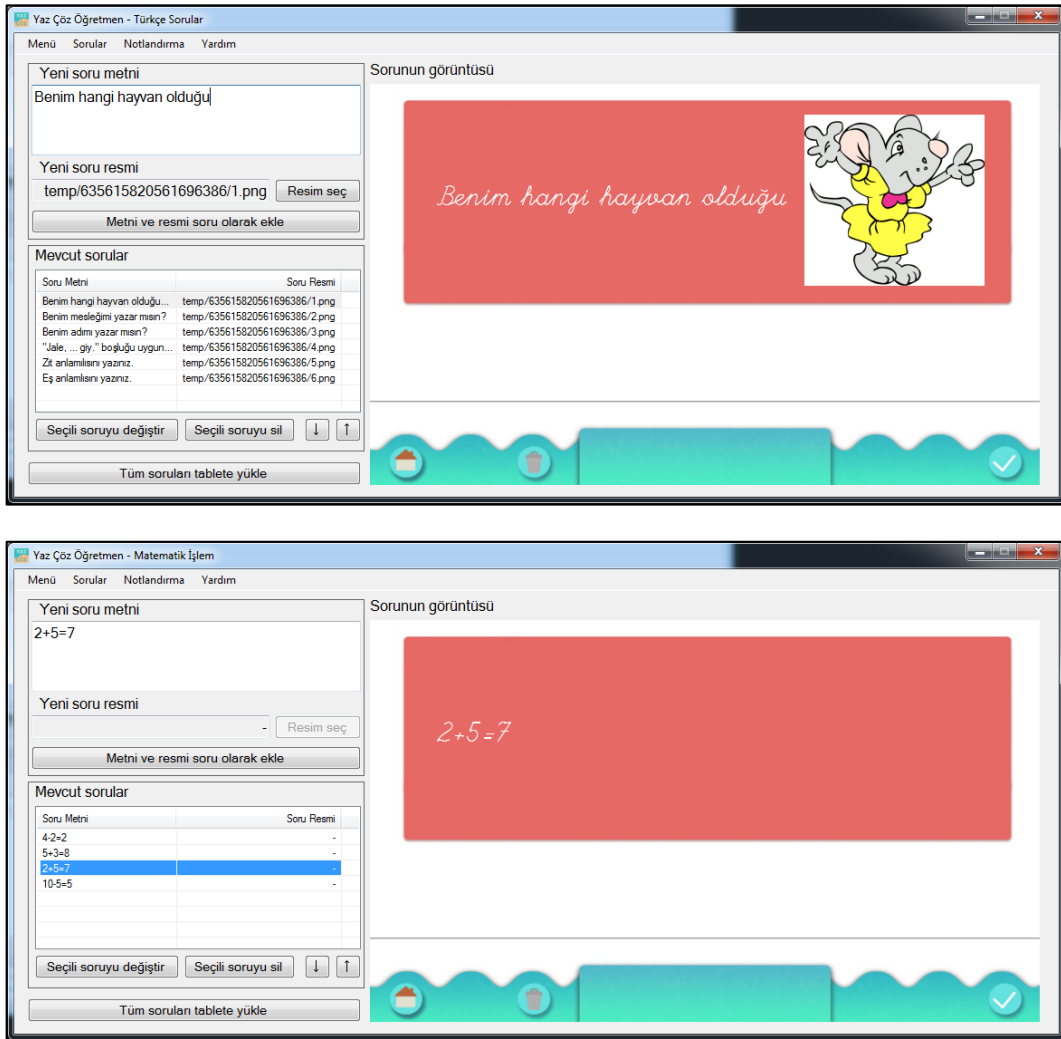 Yaz Çöz Öğretmen - Türkçe Sorular
Menü Sorular Notlandırma Yardım
Yeni soru metni
Benim hangi hayvan olduğu
Yeni soru resmi
temp/635615820561696386/1.png Resim seç
Metni ve resmi soru olarak ekle
Mevcut sorular
Soru Metni Soru Resmi
Benim hangi hayvan olduğu... temp/635615820561696386/1.png
Benim mesleğimi yazar mısın? temp/635615820561696386/2.png
Benim adımı yazar mısın? temp/635615820561696386/3.png
"Jale, ... giy." boşluğu uygun... temp/635615820561696386/4.png
Zıt anlamlısını yazınız. temp/635615820561696386/5.png
Eş anlamlısını yazınız. temp/635615820561696386/6.png
Seçili soruyu değiştir Seçili soruyu sil ↓ ↑
Tüm soruları tablete yükle
Sorunun görüntüsü
Benim hangi hayvan olduğu
Yaz Çöz Öğretmen - Matematik İşlem
Menü Sorular Notlandırma Yardım
Yeni soru metni
2+5=7
Yeni soru resmi
- Resim seç
Metni ve resmi soru olarak ekle
Mevcut sorular
Soru Metni Soru Resmi
4-2=2 -
5+3=8 -
2+5=7 -
10-5=5 -
Seçili soruyu değiştir Seçili soruyu sil ↓ ↑
Tüm soruları tablete yükle
Sorunun görüntüsü
2+5=7